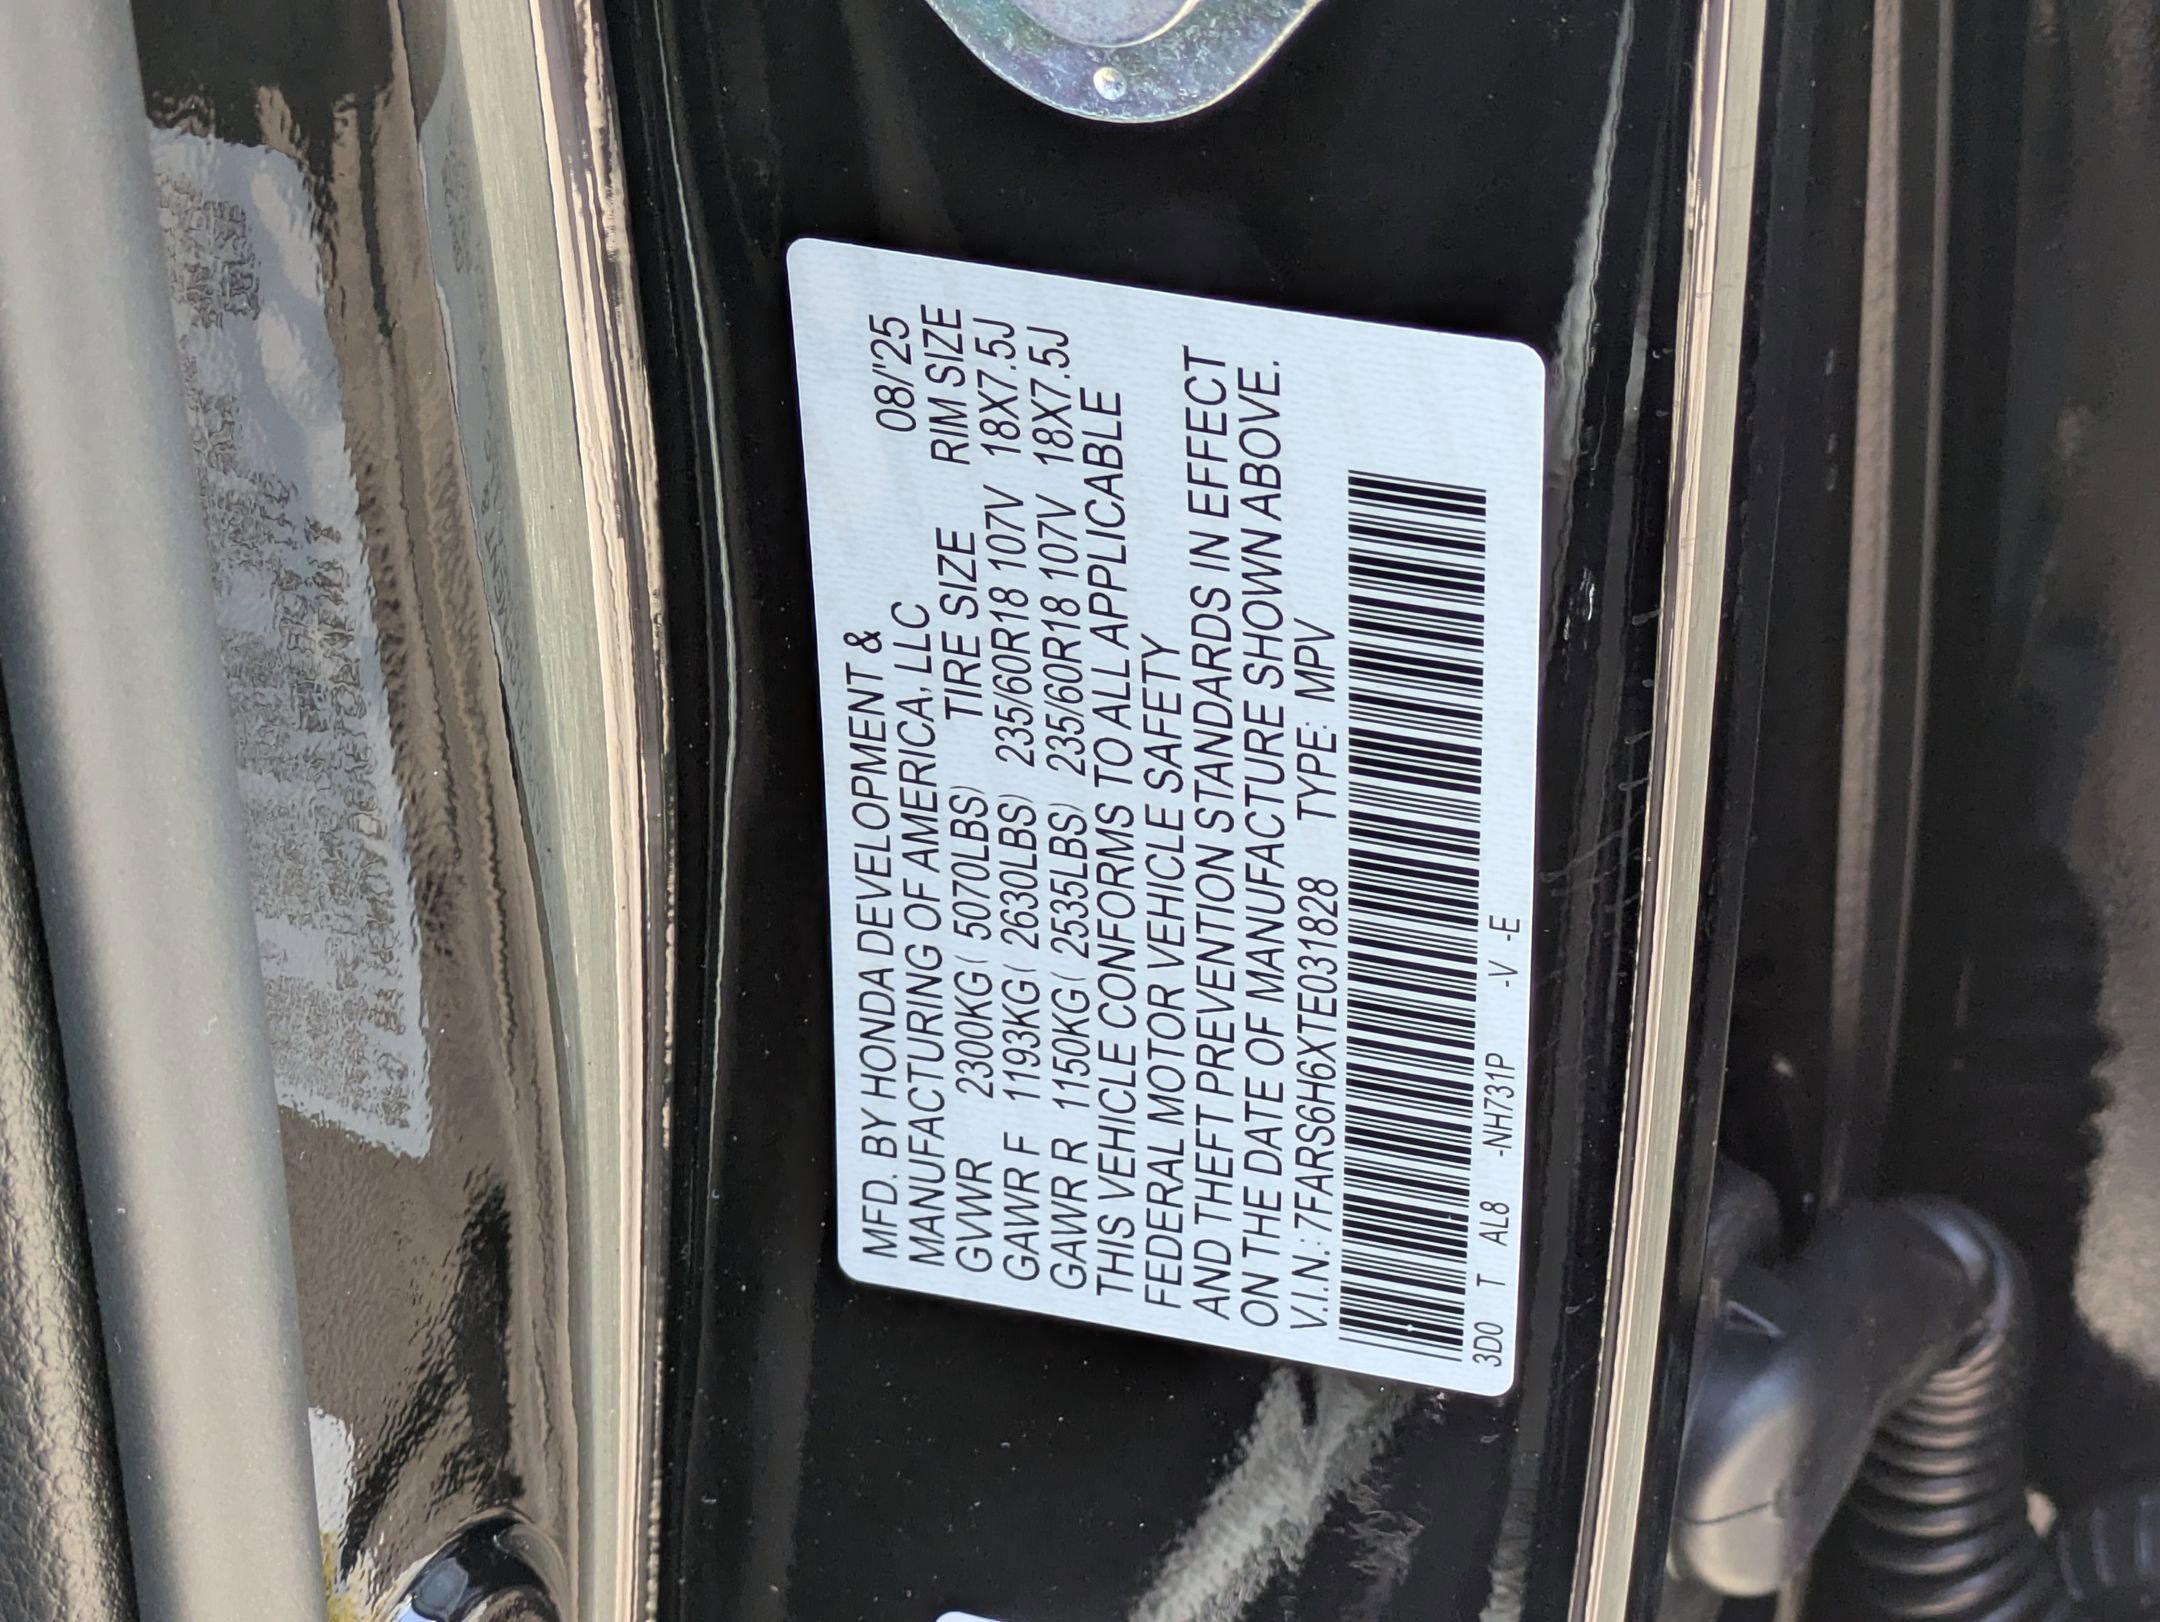 MFD. BY HONDA DEVELOPMENT &
MANUFACTURING OF AMERICA, LLC 08/'25
GVWR 2300KG( 5070LBS) TIRE SIZE RIM SIZE
GAWR F 1193KG( 2630LBS) 235/60R18 107V 18X7.5J
GAWR R 1150KG( 2535LBS) 235/60R18 107V 18X7.5J
THIS VEHICLE CONFORMS TO ALL APPLICABLE
FEDERAL MOTOR VEHICLE SAFETY
AND THEFT PREVENTION STANDARDS IN EFFECT
ON THE DATE OF MANUFACTURE SHOWN ABOVE.
V.I.N.: 7FARS6H6XTE031828 TYPE: MPV
3D0 T AL8 -NH731P -V -E